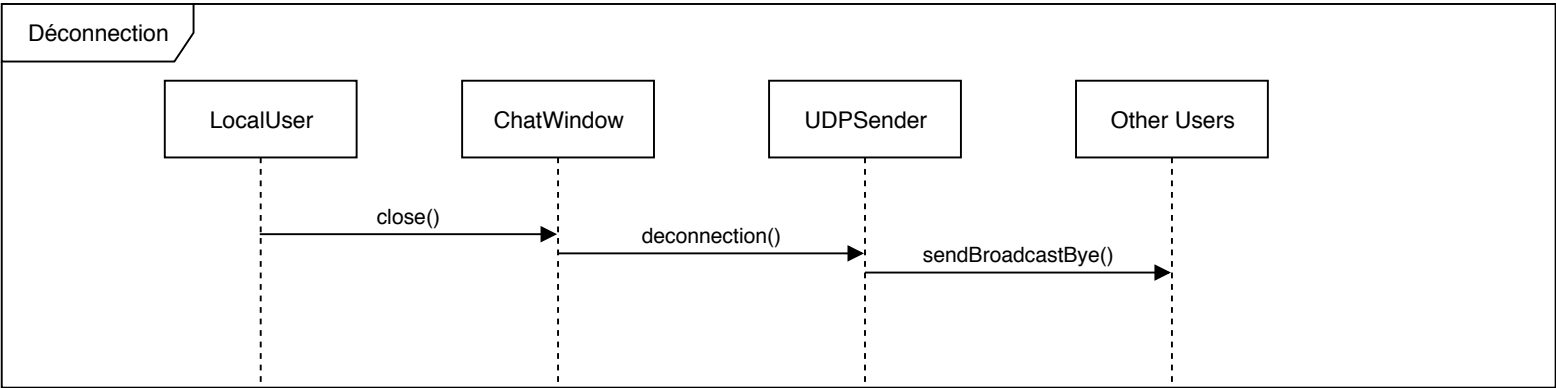 Déconnection
LocalUser
ChatWindow
UDPSender
Other Users
close()
deconnection()
sendBroadcastBye()